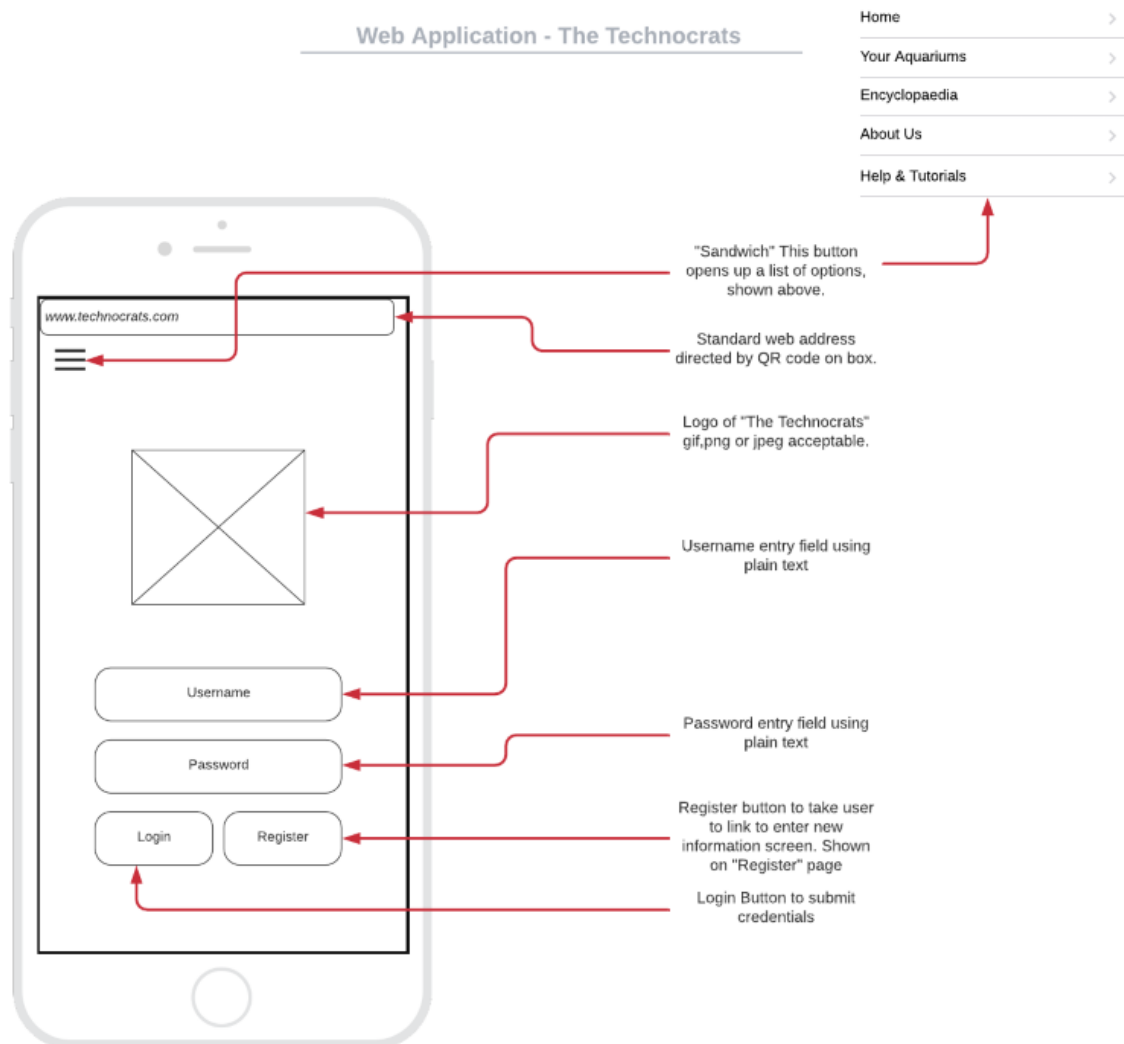 Web Application - The Technocrats
Home
Your Aquariums
Encyclopaedia
About Us
Help & Tutorials
"Sandwich" This button
opens up a list of options,
shown above.
www.technocrats.com
Standard web address
directed by QR code on box.
Logo of "The Technocrats"
gif,png or jpeg acceptable.
Username entry field using
plain text
Username
Password entry field using
plain text
Password
Register button to take user
to link to enter new
information screen. Shown
on "Register" page
Login
Register
Login Button to submit
credentials